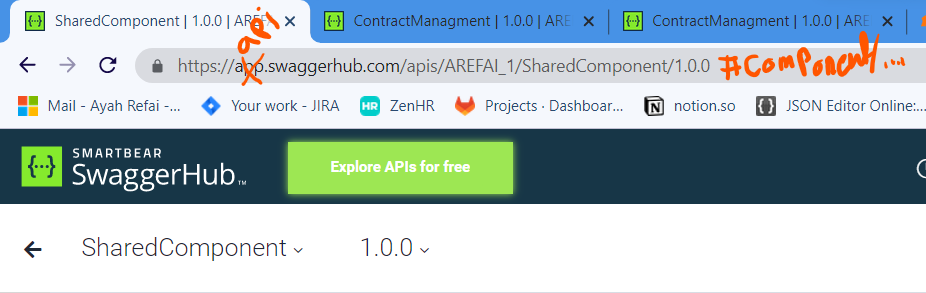 SharedComponent | 1.0.0 | AREFA
ContractManagment | 1.0.0 | ARE
ContractManagment | 1.0.0 | ARE
api
https://app.swaggerhub.com/apis/AREFAI_1/SharedComponent/1.0.0 #component/...
Mail - Ayah Refai -... Your work - JIRA HR ZenHR Projects · Dashboar... notion.so JSON Editor Online:...
SMARTBEAR
SwaggerHub™
Explore APIs for free
SharedComponent 1.0.0